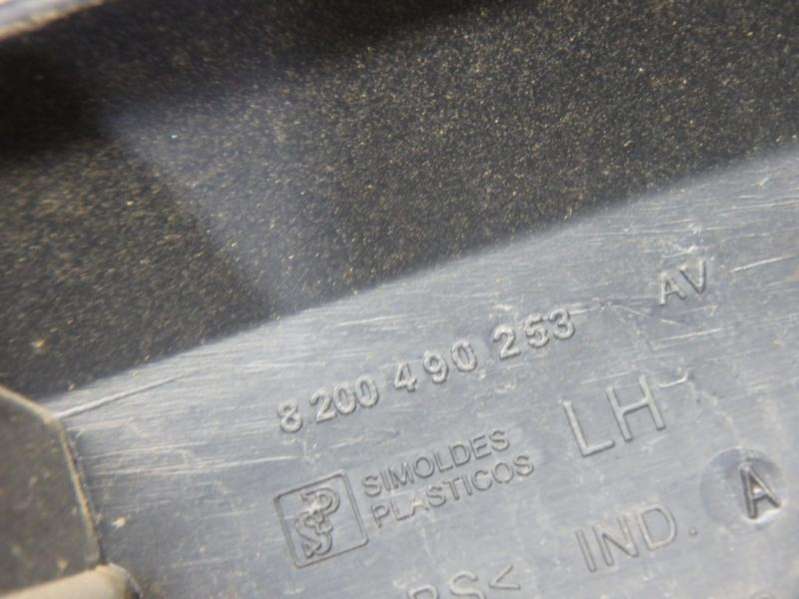 8 200 490 253 AV
SIMOLDES
PLASTICOS
LH
IND. A